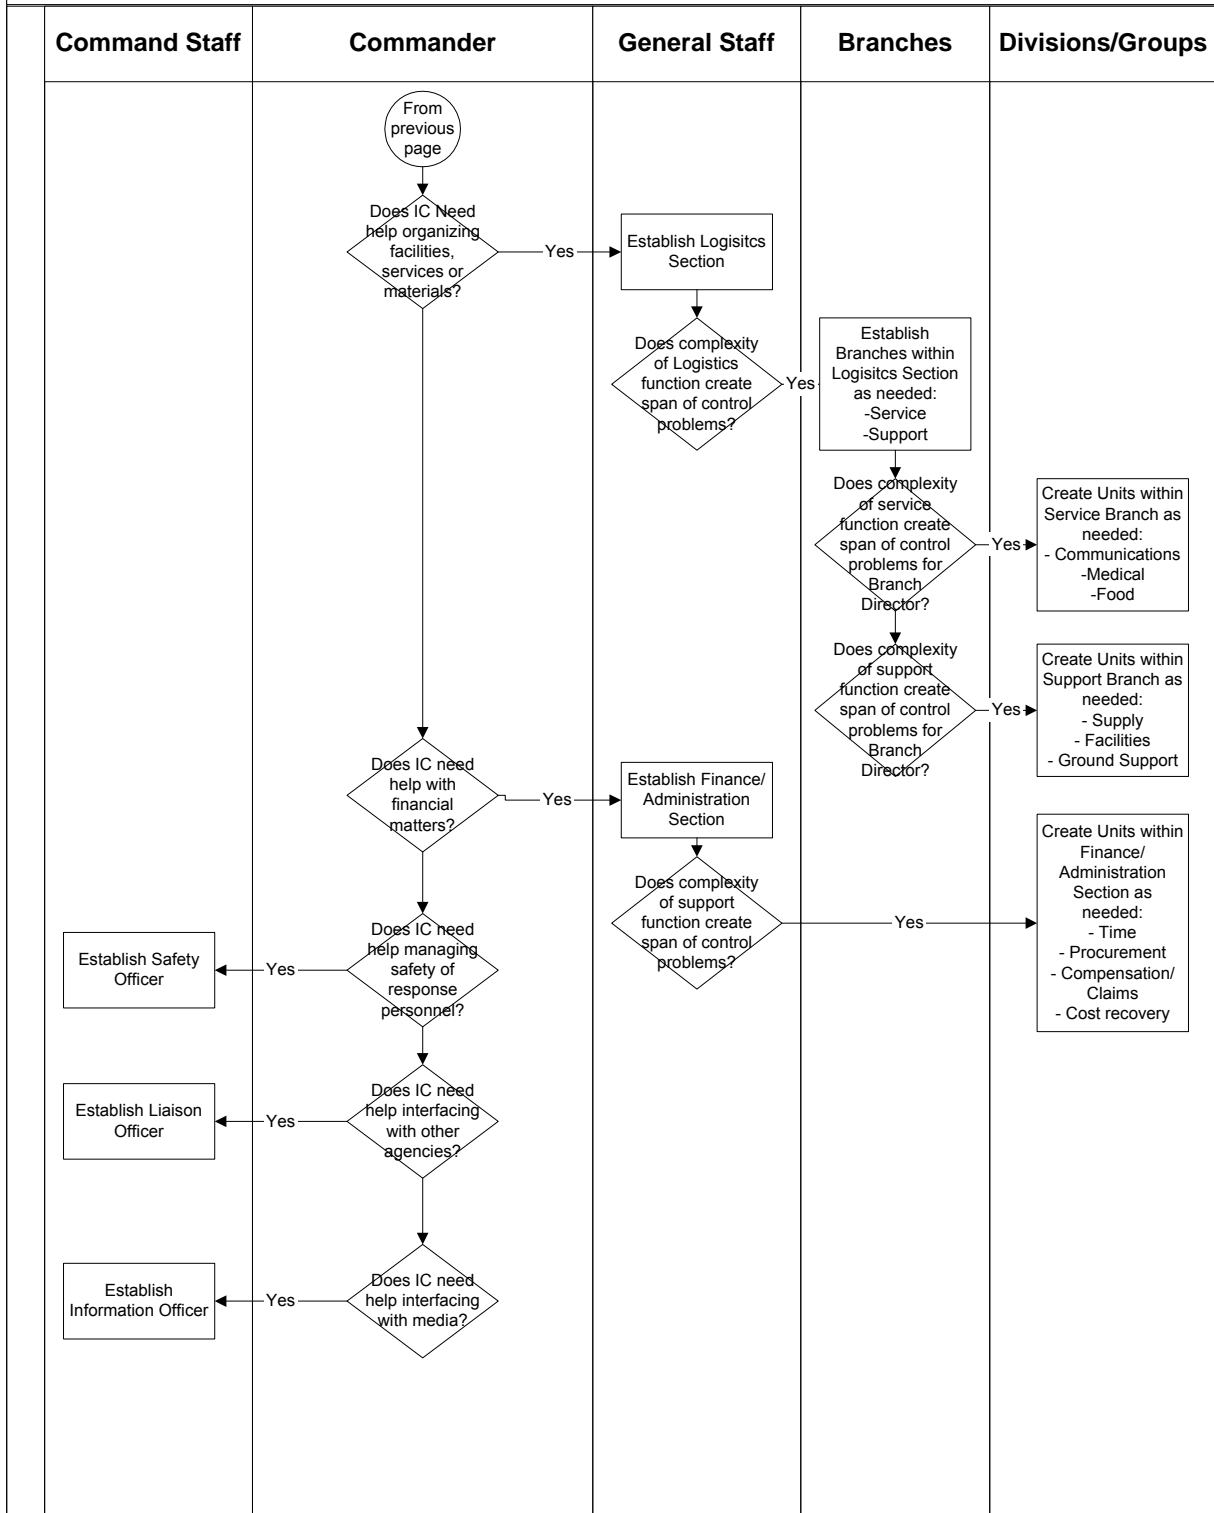 Command Staff
Commander
General Staff
Branches
Divisions/Groups
From
previous
page
Does IC Need
help organizing
facilities,
services or
materials?
Yes
Establish Logisitcs
Section
Does complexity
of Logistics
function create
span of control
problems?
Yes
Establish
Branches within
Logisitcs Section
as needed:
-Service
-Support
Does complexity
of service
function create
span of control
problems for
Branch
Director?
Yes
Create Units within
Service Branch as
needed:
- Communications
-Medical
-Food
Does complexity
of support
function create
span of control
problems for
Branch
Director?
Yes
Create Units within
Support Branch as
needed:
- Supply
- Facilities
- Ground Support
Does IC need
help with
financial
matters?
Yes
Establish Finance/
Administration
Section
Does complexity
of support
function create
span of control
problems?
Yes
Create Units within
Finance/
Administration
Section as
needed:
- Time
- Procurement
- Compensation/
Claims
- Cost recovery
Does IC need
help managing
safety of
response
personnel?
Yes
Establish Safety
Officer
Does IC need
help interfacing
with other
agencies?
Yes
Establish Liaison
Officer
Does IC need
help interfacing
with media?
Yes
Establish
Information Officer